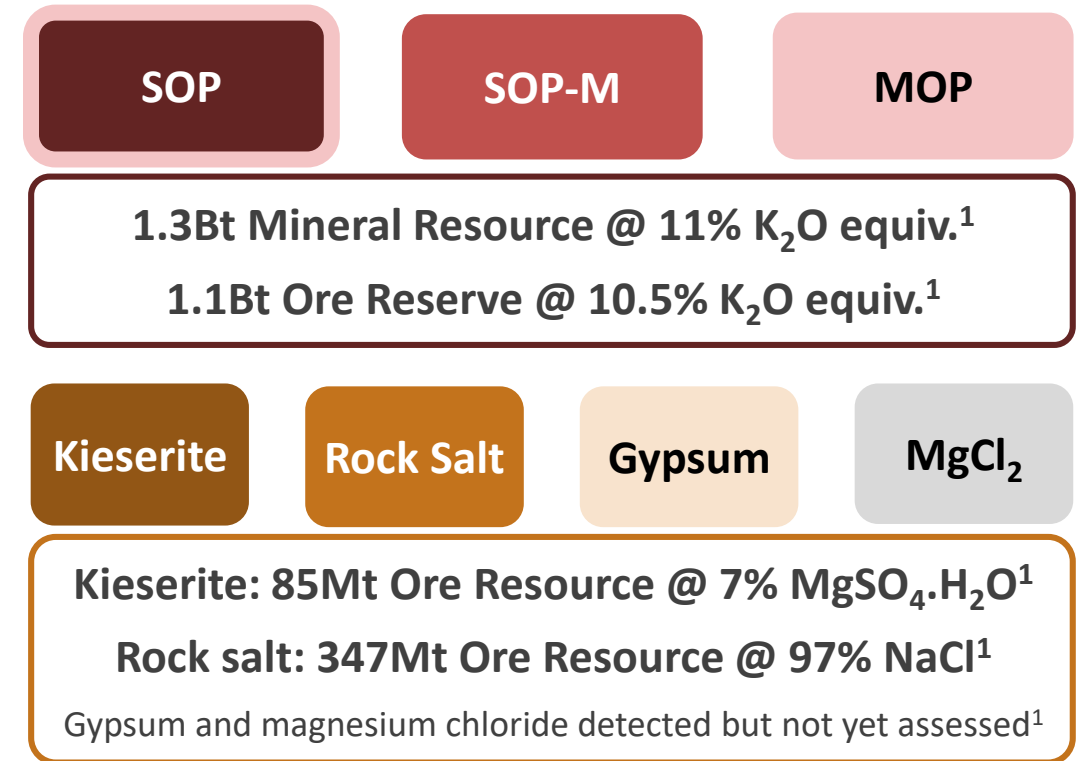 SOP
SOP-M
MOP
1.3Bt Mineral Resource @ 11% K₂O equiv.¹
1.1Bt Ore Reserve @ 10.5% K₂O equiv.¹
Kieserite
Rock Salt
Gypsum
MgCl₂
Kieserite: 85Mt Ore Resource @ 7% MgSO₄.H₂O¹
Rock salt: 347Mt Ore Resource @ 97% NaCl¹
Gypsum and magnesium chloride detected but not yet assessed¹